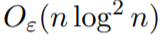 O_ε(n log² n)